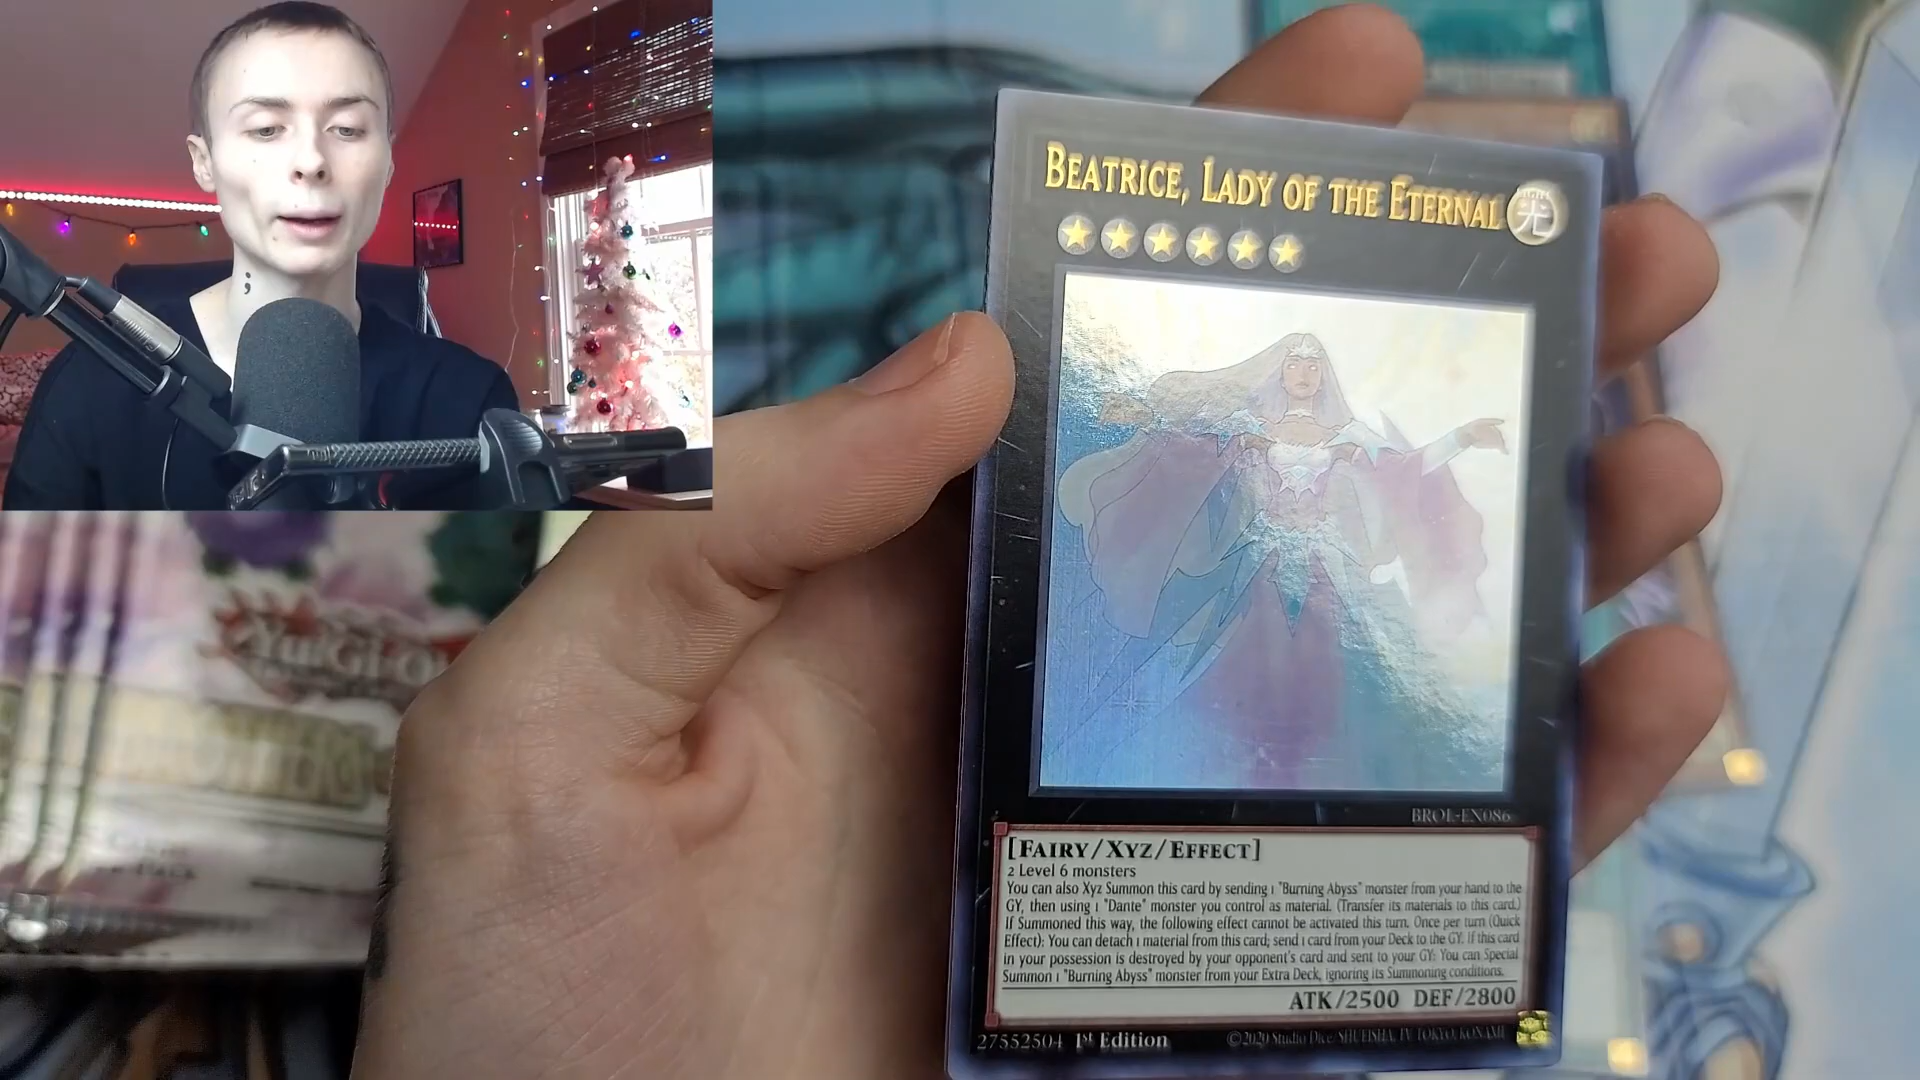 BEATRICE, LADY OF THE ETERNAL
LIGHT
光
BROL-EN086
[FAIRY/XYZ/EFFECT]
2 Level 6 monsters
You can also Xyz Summon this card by sending 1 "Burning Abyss" monster from your hand to the
GY, then using 1 "Dante" monster you control as material. (Transfer its materials to this card.)
If Summoned this way, the following effect cannot be activated this turn. Once per turn (Quick
Effect): You can detach 1 material from this card; send 1 card from your Deck to the GY. If this card
in your possession is destroyed by your opponent's card and sent to your GY: You can Special
Summon 1 "Burning Abyss" monster from your Extra Deck, ignoring its Summoning conditions.
ATK/2500 DEF/2800
27552504 1st Edition
©2020 Studio Dice/SHUEISHA, TV TOKYO, KONAMI
Yu-Gi-Oh